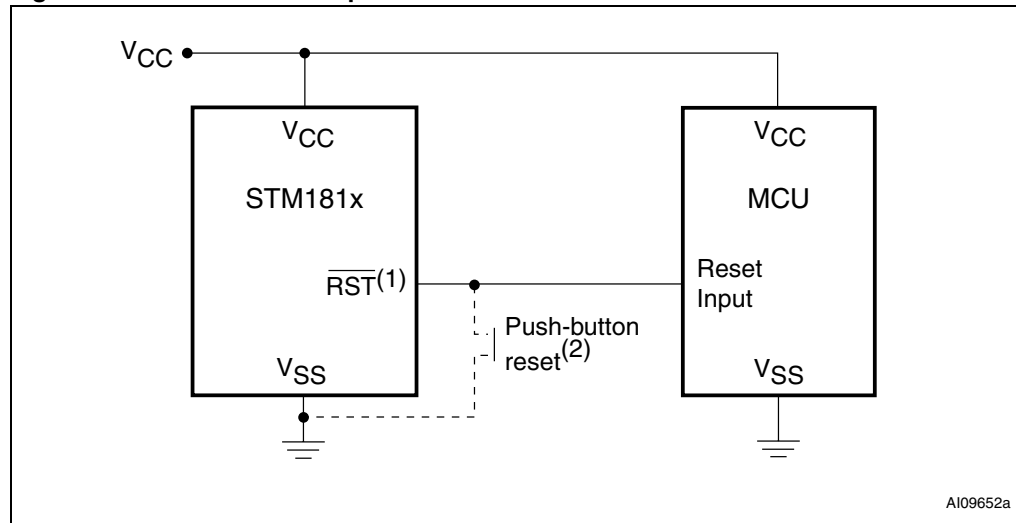 VCC
VCC
STM181x
RST(1)
VSS
Push-button
reset(2)
VCC
MCU
Reset
Input
VSS
AI09652a